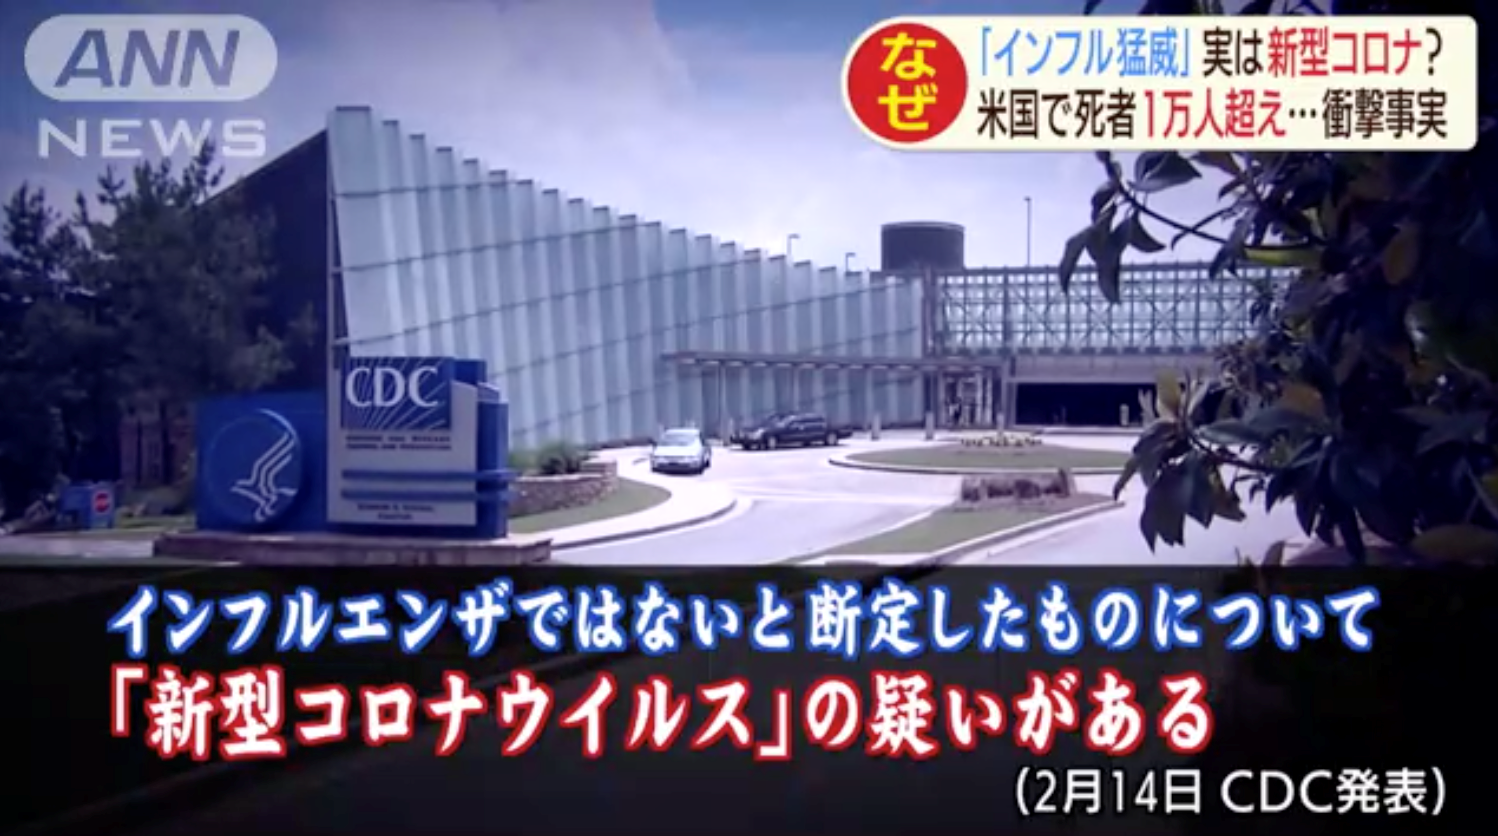 ANN
NEWS
なぜ
「インフル猛威」実は新型コロナ?
米国で死者1万人超え…衝撃事実
CDC
インフルエンザではないと断定したものについて
「新型コロナウイルス」の疑いがある
(2月14日 CDC発表)